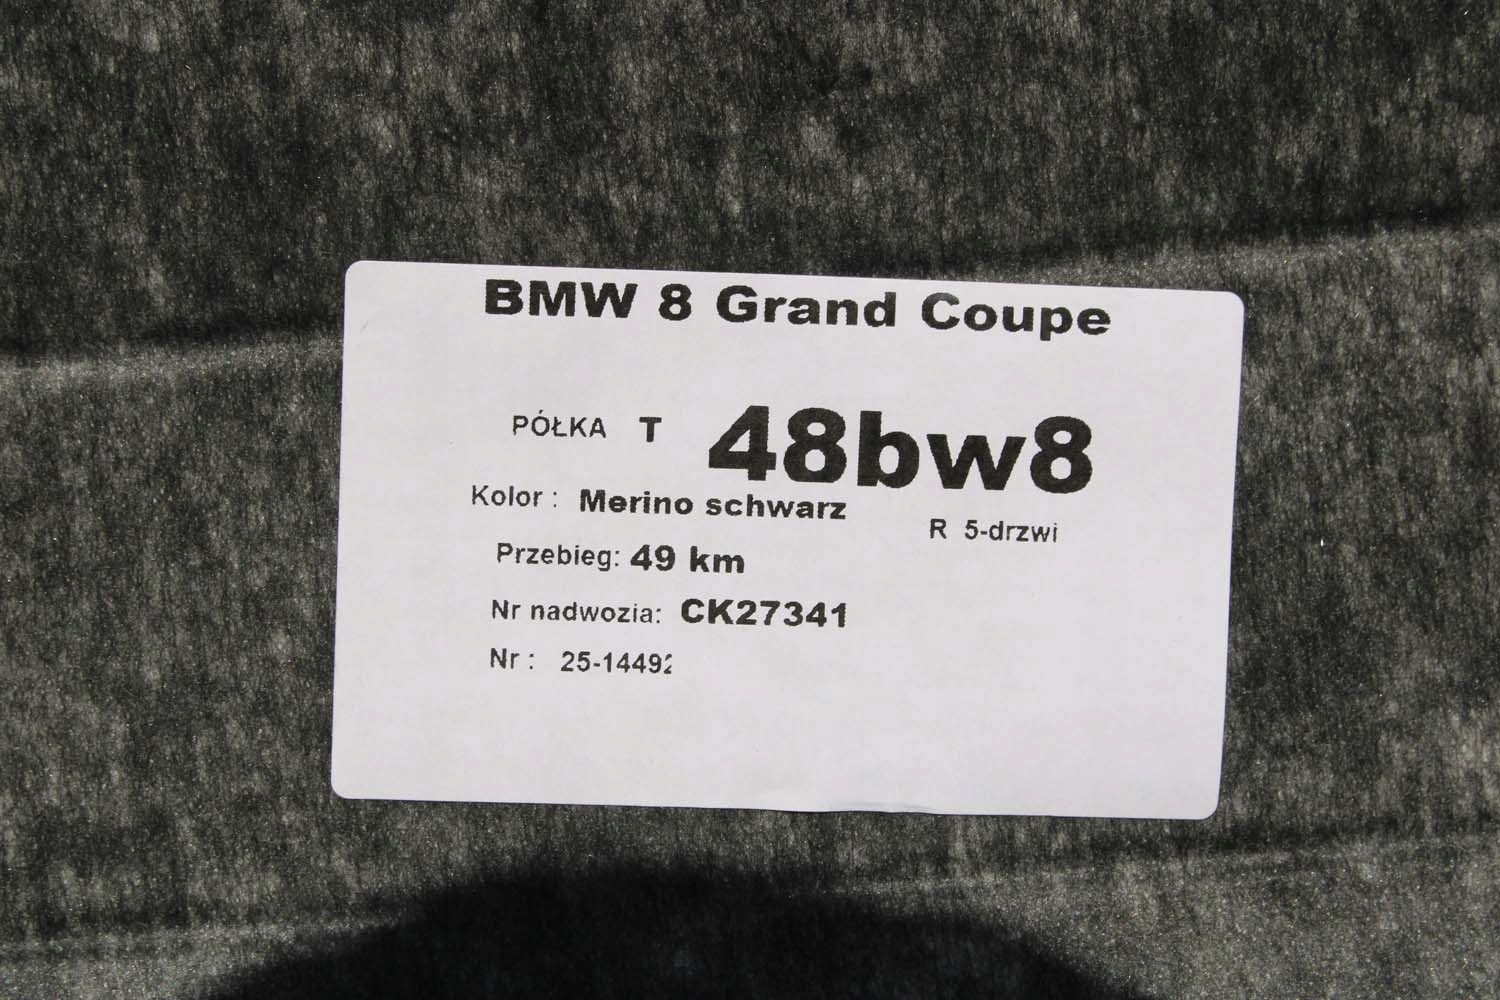 BMW 8 Grand Coupe
PÓŁKA T 48bw8
Kolor : Merino schwarz
R 5-drzwi
Przebieg: 49 km
Nr nadwozia: CK27341
Nr : 25-14492